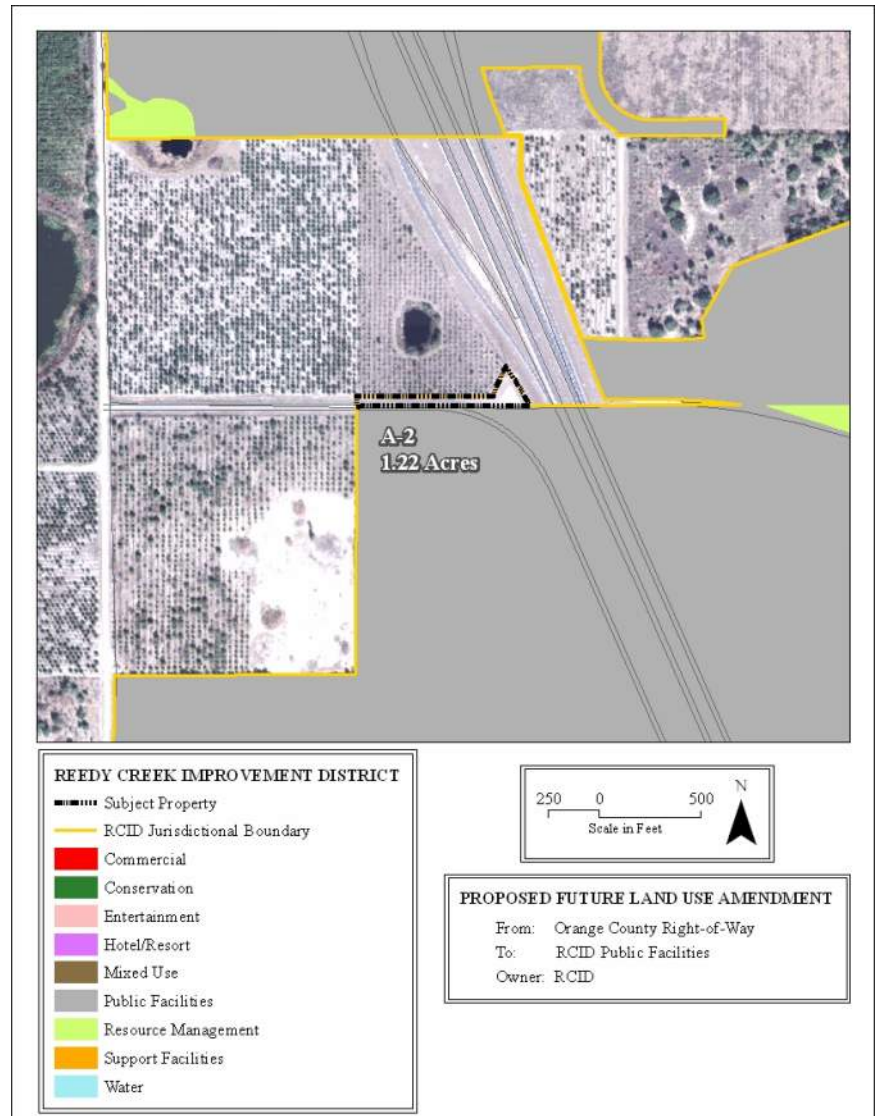 A-2
1.22 Acres
REEDY CREEK IMPROVEMENT DISTRICT
Subject Property
RCID Jurisdictional Boundary
Commercial
Conservation
Entertainment
Hotel/Resort
Mixed Use
Public Facilities
Resource Management
Support Facilities
Water
250 0 500
Scale in Feet
N
PROPOSED FUTURE LAND USE AMENDMENT
From: Orange County Right-of-Way
To: RCID Public Facilities
Owner: RCID